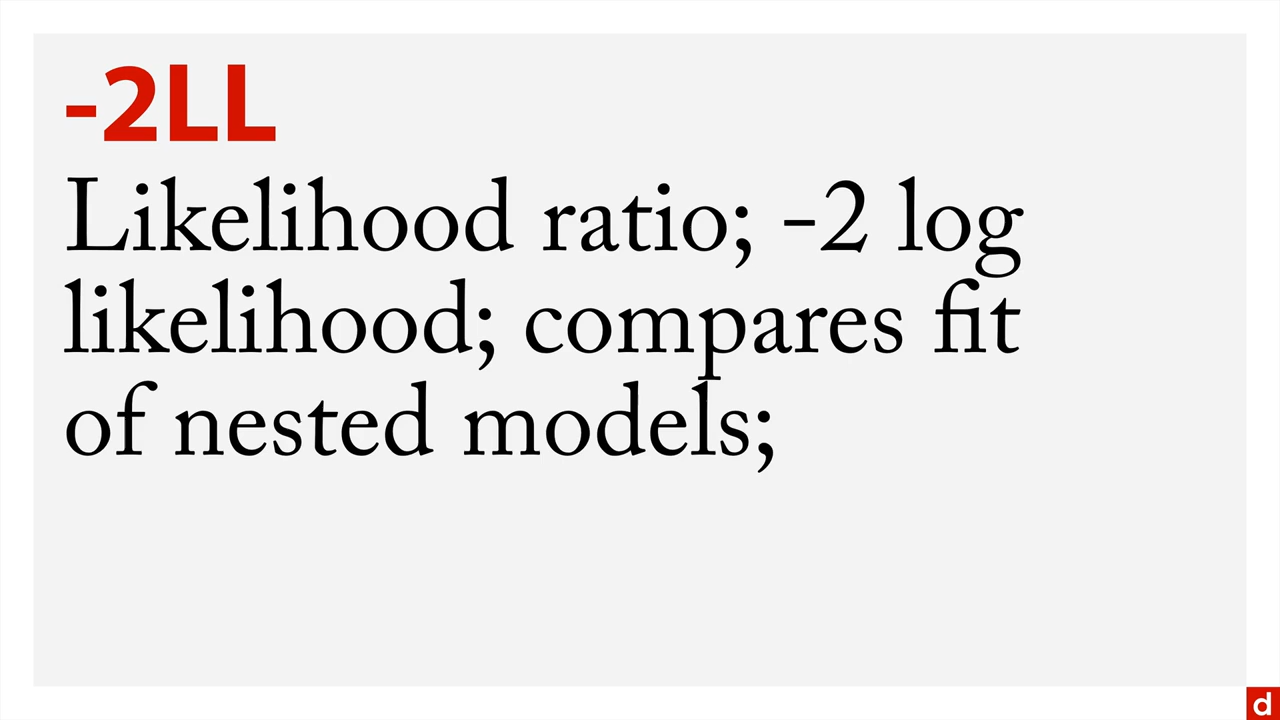 -2LL
Likelihood ratio; -2 log
likelihood; compares fit
of nested models;
d